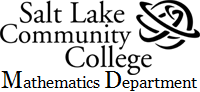 Salt Lake
Community
College
Mathematics Department